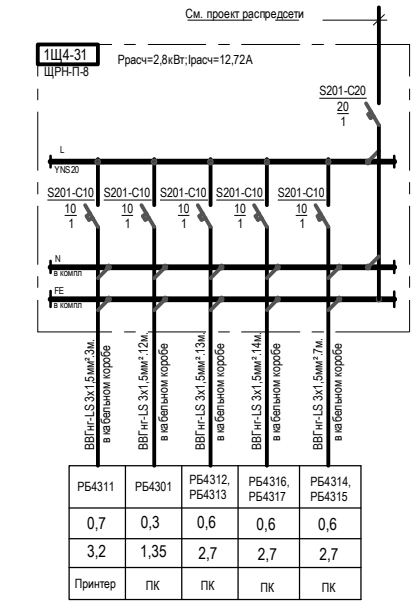 См. проект распредсети
1Щ4-31
ЩРН-П-8
Ррасч=2,8кВт;Iрасч=12,72А
S201-C20
20
1
L
YNS20
S201-C10 S201-C10 S201-C10 S201-C10 S201-C10
10 10 10 10 10
1 1 1 1 1
N
в компл
FE
в компл
ВВГнг-LS 3х1,5мм².3м.
в кабельном коробе
ВВГнг-LS 3х1,5мм².12м.
в кабельном коробе
ВВГнг-LS 3х1,5мм².13м.
в кабельном коробе
ВВГнг-LS 3х1,5мм².14м.
в кабельном коробе
ВВГнг-LS 3х1,5мм².7м.
в кабельном коробе
РБ4311 РБ4301 РБ4312, РБ4316, РБ4314,
РБ4313 РБ4317 РБ4315
0,7 0,3 0,6 0,6 0,6
3,2 1,35 2,7 2,7 2,7
Принтер ПК ПК ПК ПК